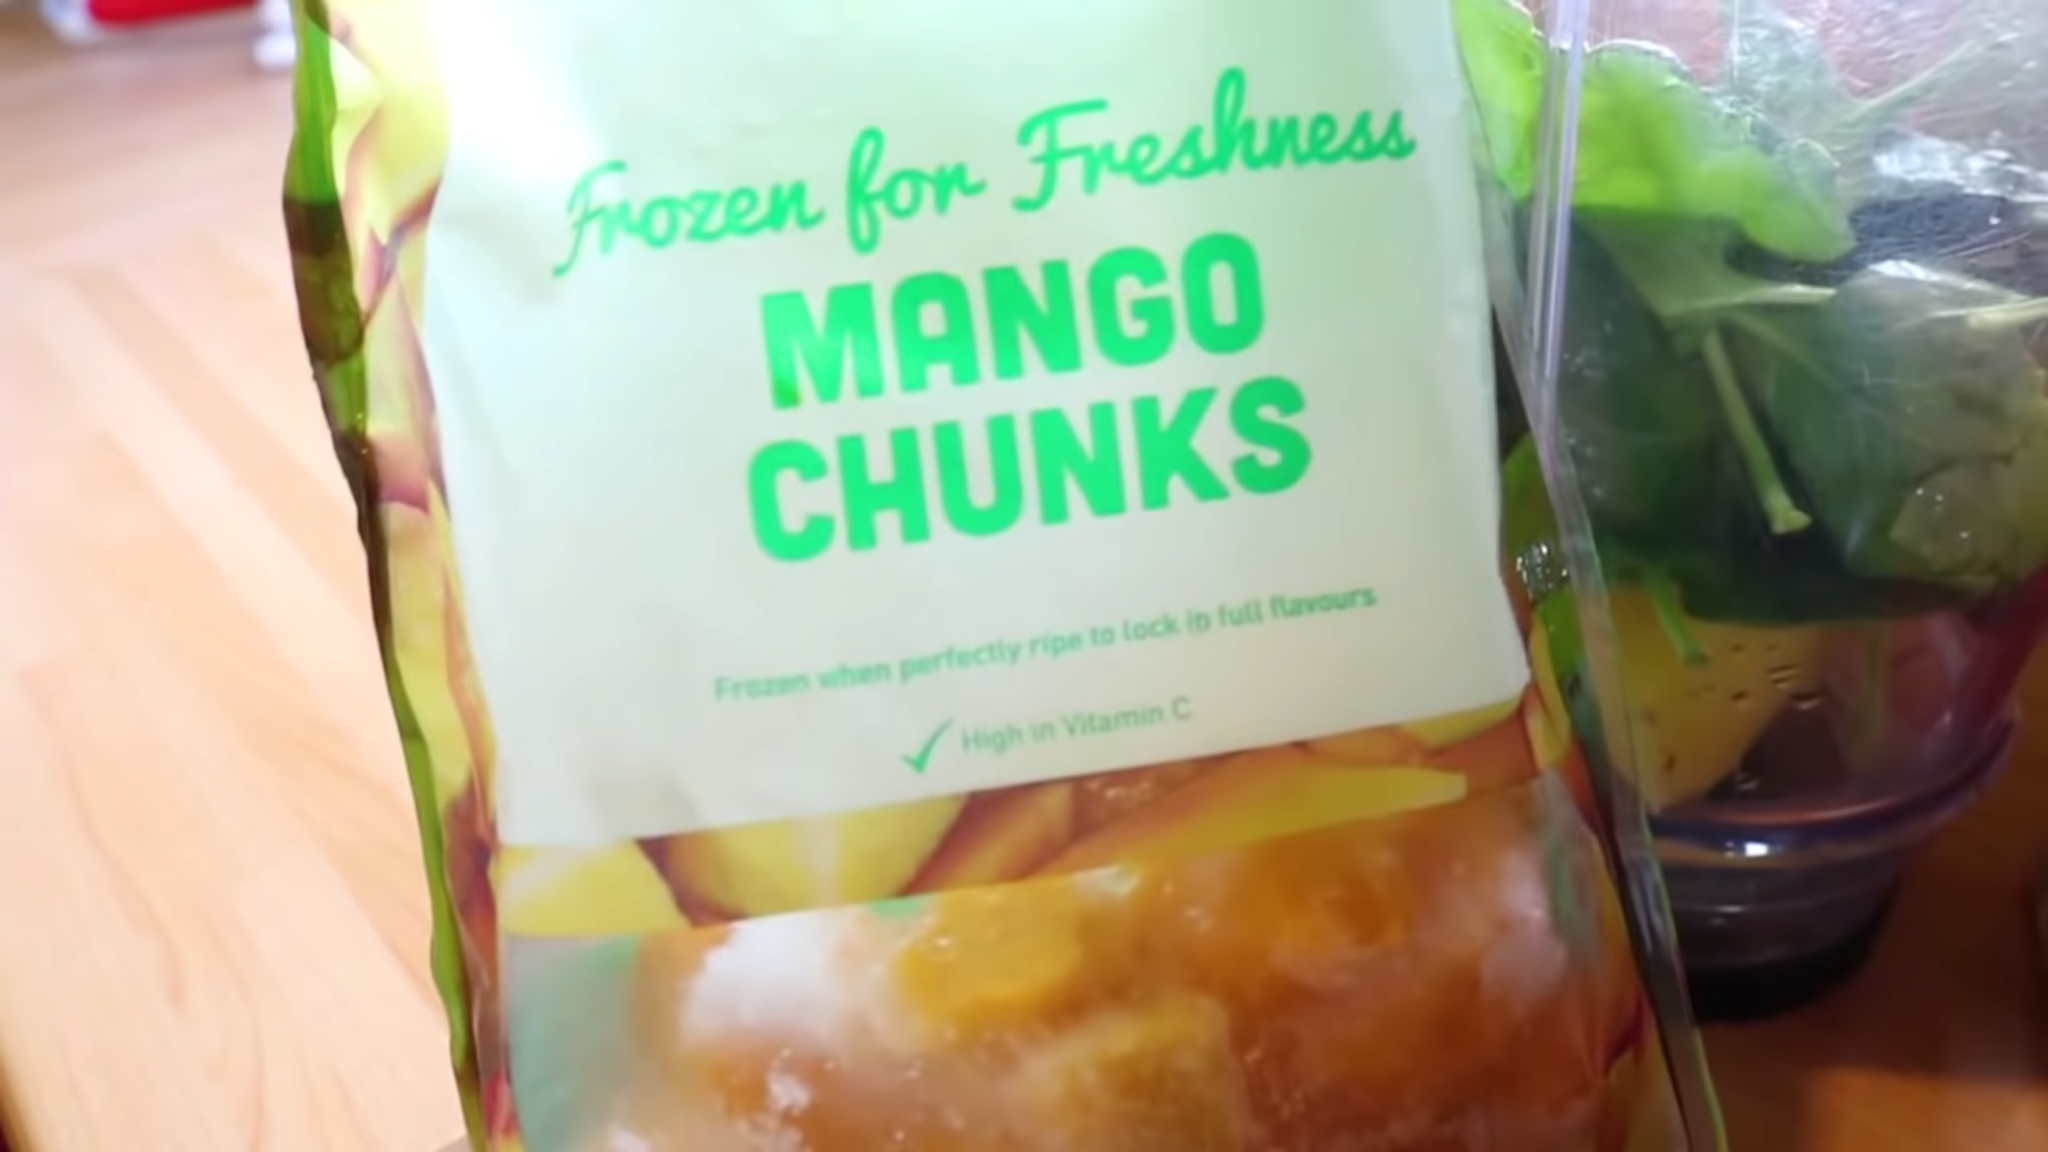 Frozen for Freshness
MANGO
CHUNKS
Frozen when perfectly ripe to lock in full flavours
High in Vitamin C